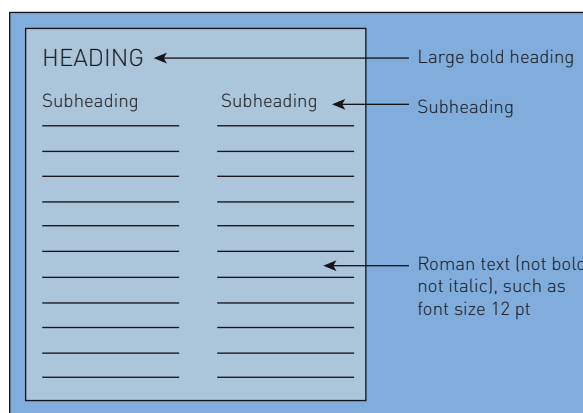 HEADING
Large bold heading
Subheading
Subheading
Subheading
Roman text (not bold
not italic), such as
font size 12 pt